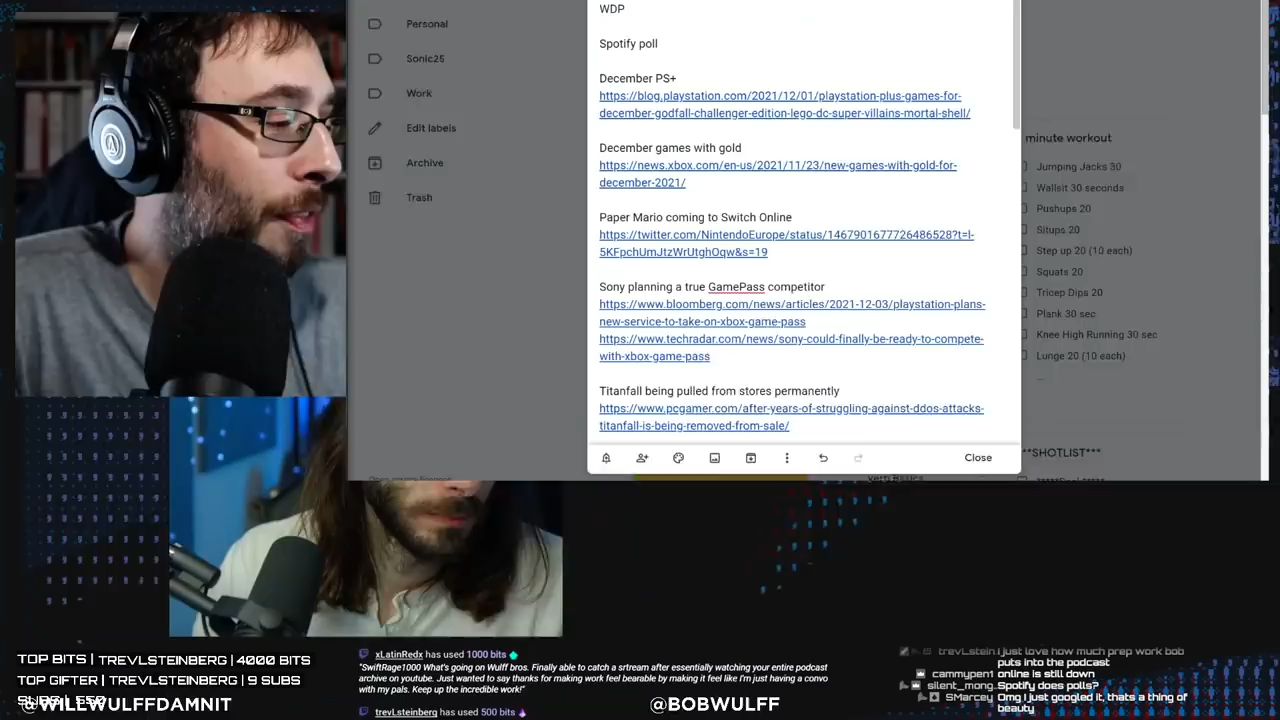 WDP
Spotify poll
December PS+
https://blog.playstation.com/2021/12/01/playstation-plus-games-for-
december-godfall-challenger-edition-lego-dc-super-villains-mortal-shell/
December games with gold
https://news.xbox.com/en-us/2021/11/23/new-games-with-gold-for-
december-2021/
Paper Mario coming to Switch Online
https://twitter.com/NintendoEurope/status/1467901677726486528?t=l-
5KFpchUmJtzWrUtghOqw&s=19
Sony planning a true GamePass competitor
https://www.bloomberg.com/news/articles/2021-12-03/playstation-plans-
new-service-to-take-on-xbox-game-pass
https://www.techradar.com/news/sony-could-finally-be-ready-to-compete-
with-xbox-game-pass
Titanfall being pulled from stores permanently
https://www.pcgamer.com/after-years-of-struggling-against-ddos-attacks-
titanfall-is-being-removed-from-sale/
Close
Personal
Sonic25
Work
Edit labels
Archive
Trash
minute workout
Jumping Jacks 30
Wallsit 30 seconds
Pushups 20
Situps 20
Step up 20 (10 each)
Squats 20
Tricep Dips 20
Plank 30 sec
Knee High Running 30 sec
Lunge 20 (10 each)
...
**SHOTLIST***
TOP BITS | TREVLSTEINBERG | 4000 BITS
TOP GIFTER | TREVLSTEINBERG | 9 SUBS
SUBS | 550
@WILLWULFFDAMNIT
xLatinRedx has used 1000 bits
"SwiftRage1000 What's going on Wulff bros. Finally able to catch a srtream after essentially watching your entire podcast
archive on youtube. Just wanted to say thanks for making work feel bearable by making it feel like I'm just having a convo
with my pals. Keep up the incredible work!"
trevLsteinberg has used 500 bits
@BOBWULFF
trevLstein i just love how much prep work bob
puts into the podcast
cammypen1 online is still down
silent_mong.. Spotify does polls?
SMarcey Omg I just googled it, thats a thing of
beauty